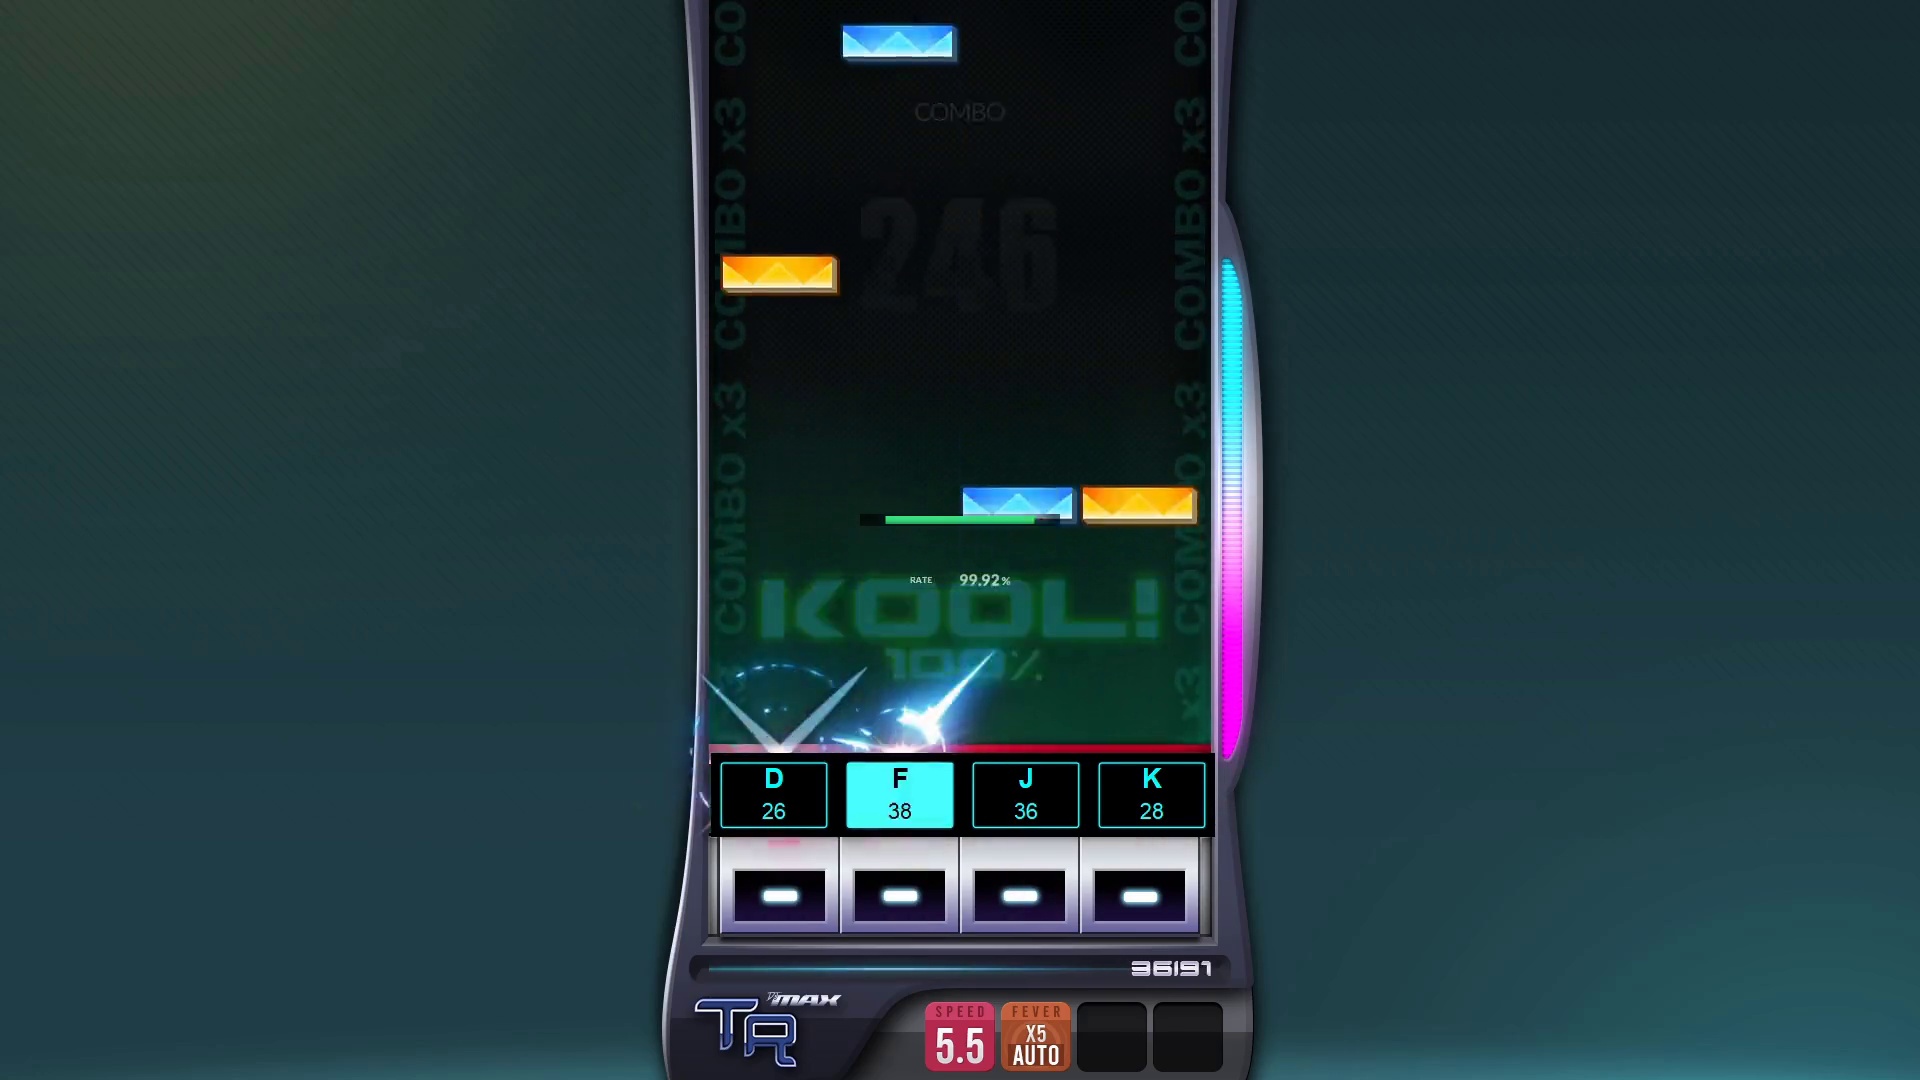 COMBO
246
COMBO x3
COMBO x3
COMBO x3
COMBO x3
RATE 99.92%
KOOL!
100%
D F J K
26 38 36 28
36197
MAX
TR
SPEED FEVER
5.5 X5
AUTO